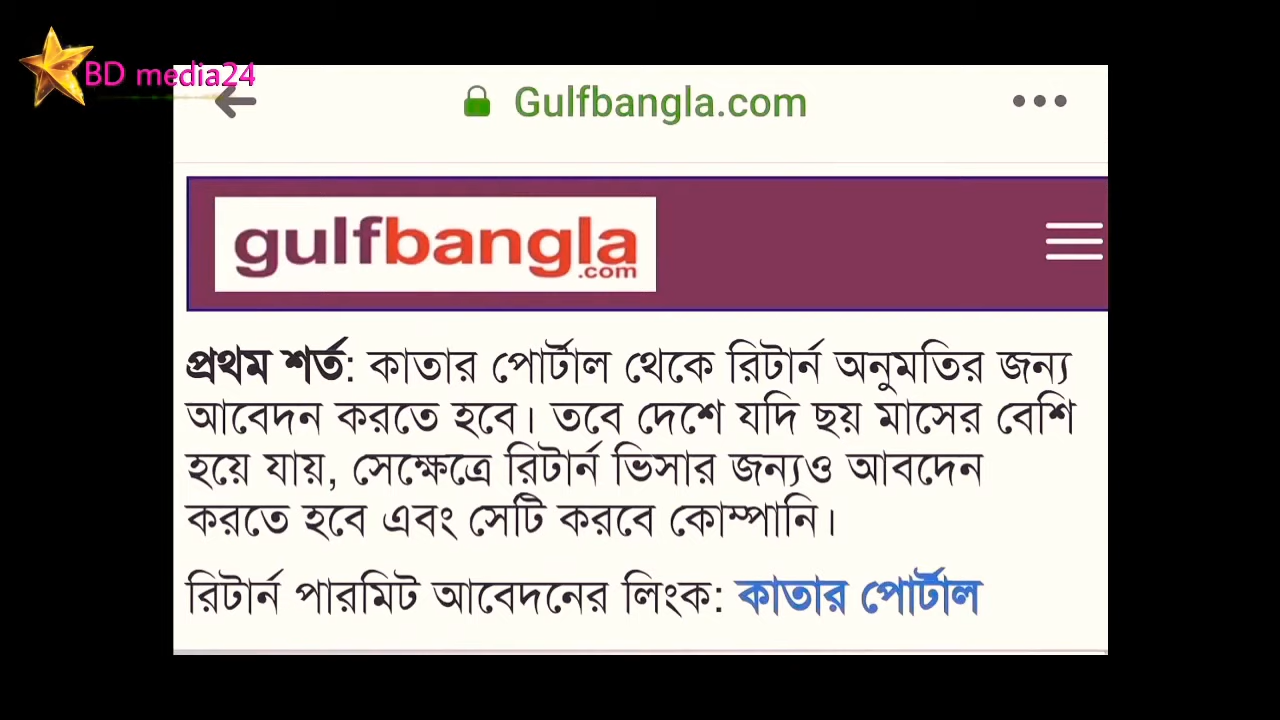 BD media24
Gulfbangla.com
gulfbangla
.com
প্রথম শর্ত: কাতার পোর্টাল থেকে রিটার্ন অনুমতির জন্য
আবেদন করতে হবে। তবে দেশে যদি ছয় মাসের বেশি
হয়ে যায়, সেক্ষেত্রে রিটার্ন ভিসার জন্যও আবদেন
করতে হবে এবং সেটি করবে কোম্পানি।
রিটার্ন পারমিট আবেদনের লিংক: কাতার পোর্টাল